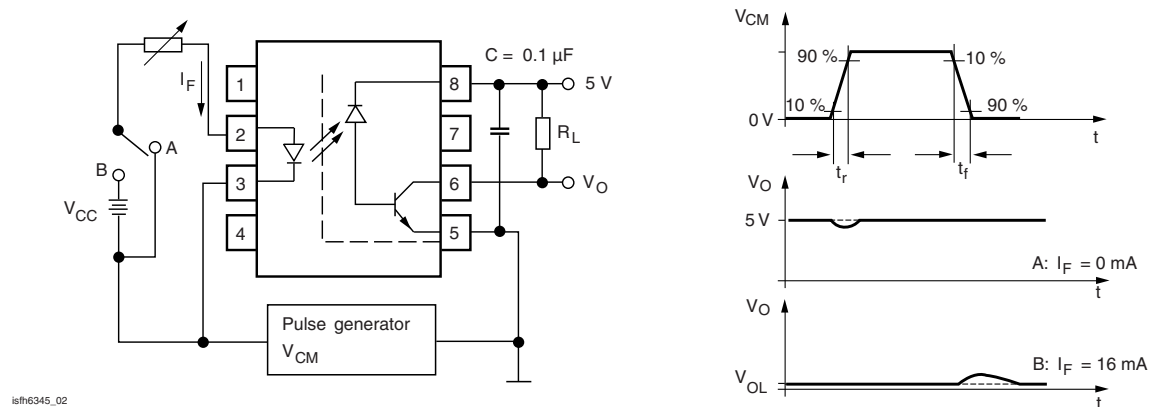 C = 0.1 µF
I_F
1
2
3
4
8
7
6
5
5 V
R_L
V_O
A
B
V_CC
Pulse generator
V_CM
isfh6345_02
V_CM
90 %
10 %
10 %
90 %
0 V
t
t_r
t_f
V_O
5 V
A: I_F = 0 mA
t
V_O
B: I_F = 16 mA
V_OL
t